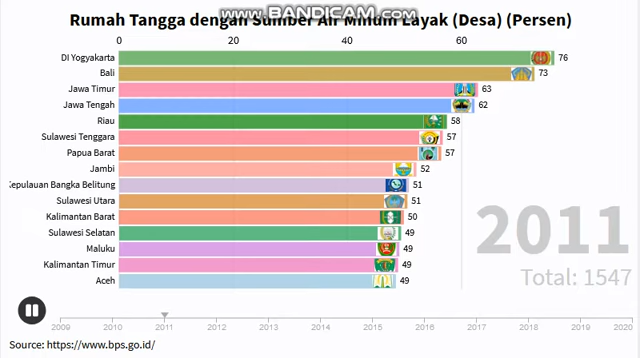 www.BANDICAM.com
Rumah Tangga dengan Sumber Air Minum Layak (Desa) (Persen)
0 20 40 60
DI Yogyakarta 76
Bali 73
Jawa Timur 63
Jawa Tengah 62
Riau 58
Sulawesi Tenggara 57
Papua Barat 57
Jambi 52
Kepulauan Bangka Belitung 51
Sulawesi Utara 51
Kalimantan Barat 50
Sulawesi Selatan 49
Maluku 49
Kalimantan Timur 49
Aceh 49
2011
Total: 1547
2009 2010 2011 2012 2013 2014 2015 2016 2017 2018 2019 2020
Source: https://www.bps.go.id/